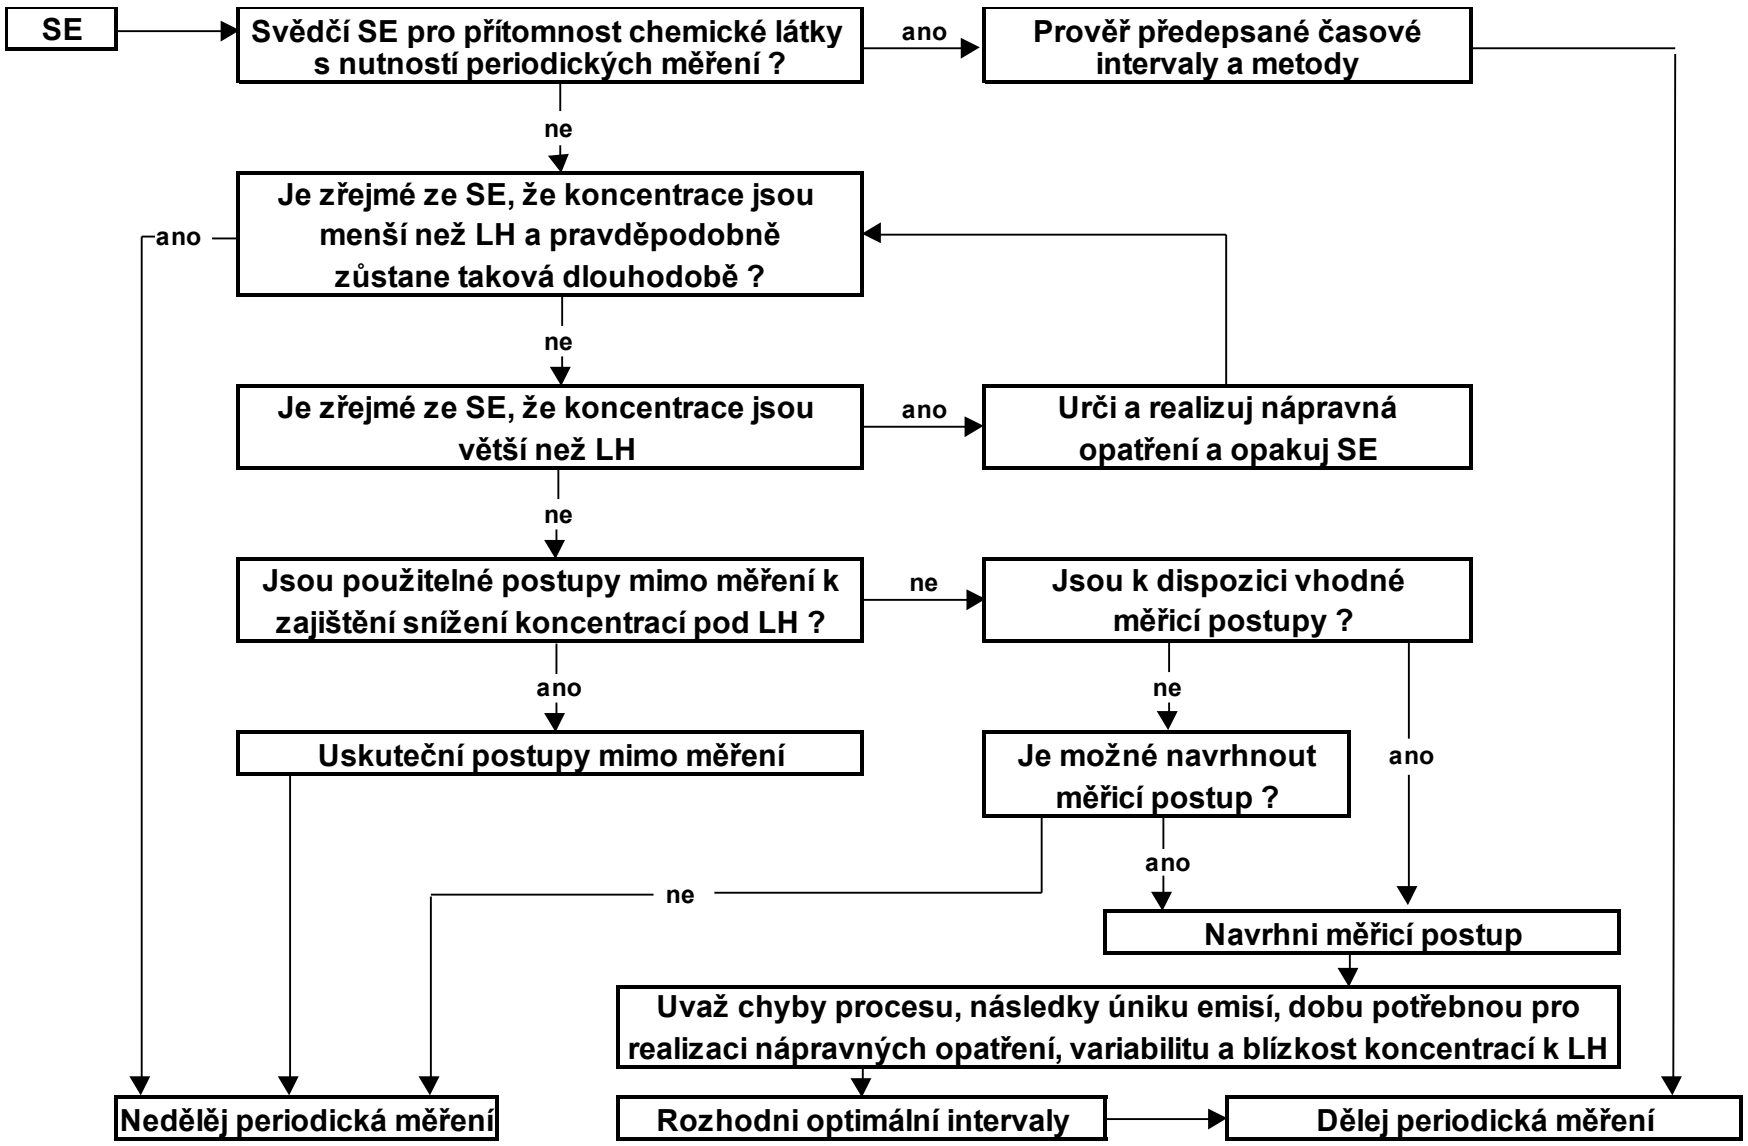 SE
Svědčí SE pro přítomnost chemické látky
s nutností periodických měření ?
ano
Prověř předepsané časové
intervaly a metody
ne
Je zřejmé ze SE, že koncentrace jsou
menší než LH a pravděpodobně
zůstane taková dlouhodobě ?
ano
ne
Je zřejmé ze SE, že koncentrace jsou
větší než LH
ano
Urči a realizuj nápravná
opatření a opakuj SE
ne
Jsou použitelné postupy mimo měření k
zajištění snížení koncentrací pod LH ?
ne
Jsou k dispozici vhodné
měřicí postupy ?
ano
ne
Uskuteční postupy mimo měření
Je možné navrhnout
měřicí postup ?
ano
ano
ne
Navrhni měřicí postup
Uvaž chyby procesu, následky úniku emisí, dobu potřebnou pro
realizaci nápravných opatření, variabilitu a blízkost koncentrací k LH
Nedělěj periodická měření
Rozhodni optimální intervaly
Dělej periodická měření